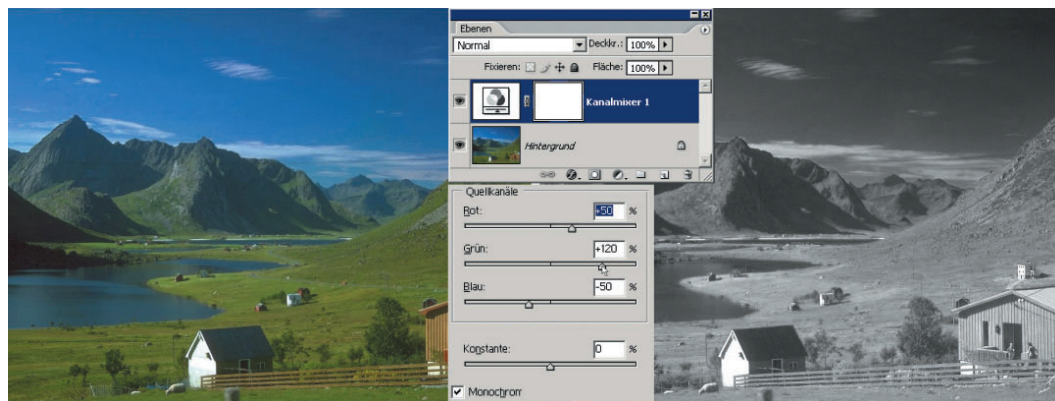 Ebenen
Normal Deckkr.: 100%
Fixieren: Fläche: 100%
Kanalmixer 1
Hintergrund
Quellkanäle
Rot: +50 %
Grün: +120 %
Blau: -50 %
Konstante: 0 %
Monochrom